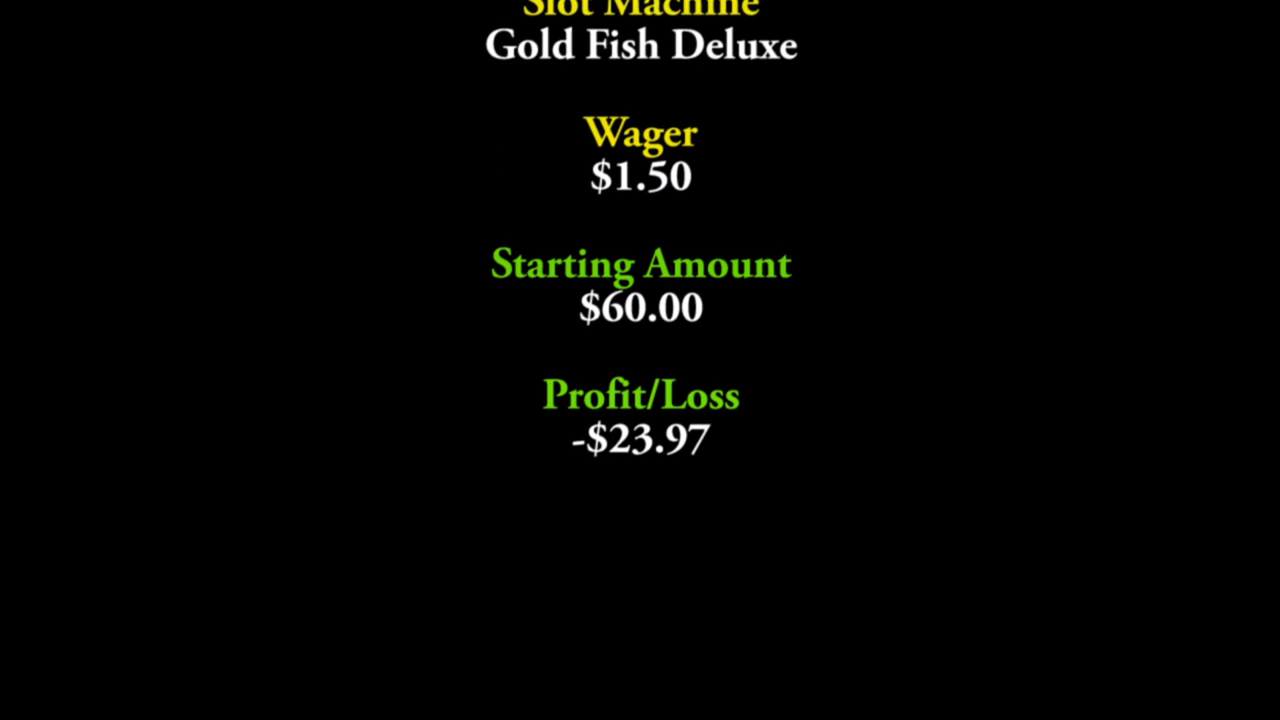 Slot Machine
Gold Fish Deluxe
Wager
$1.50
Starting Amount
$60.00
Profit/Loss
-$23.97